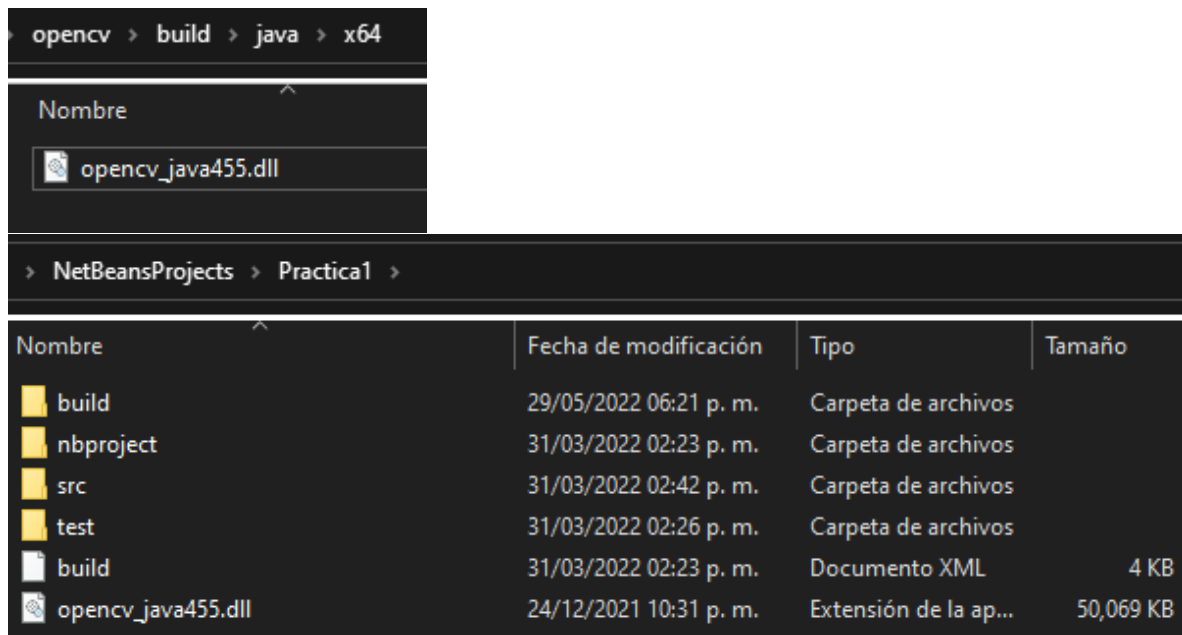 opencv > build > java > x64
Nombre
opencv_java455.dll
> NetBeansProjects > Practica1 >
Nombre Fecha de modificación Tipo Tamaño
build 29/05/2022 06:21 p. m. Carpeta de archivos
nbproject 31/03/2022 02:23 p. m. Carpeta de archivos
src 31/03/2022 02:42 p. m. Carpeta de archivos
test 31/03/2022 02:26 p. m. Carpeta de archivos
build 31/03/2022 02:23 p. m. Documento XML 4 KB
opencv_java455.dll 24/12/2021 10:31 p. m. Extensión de la ap... 50,069 KB